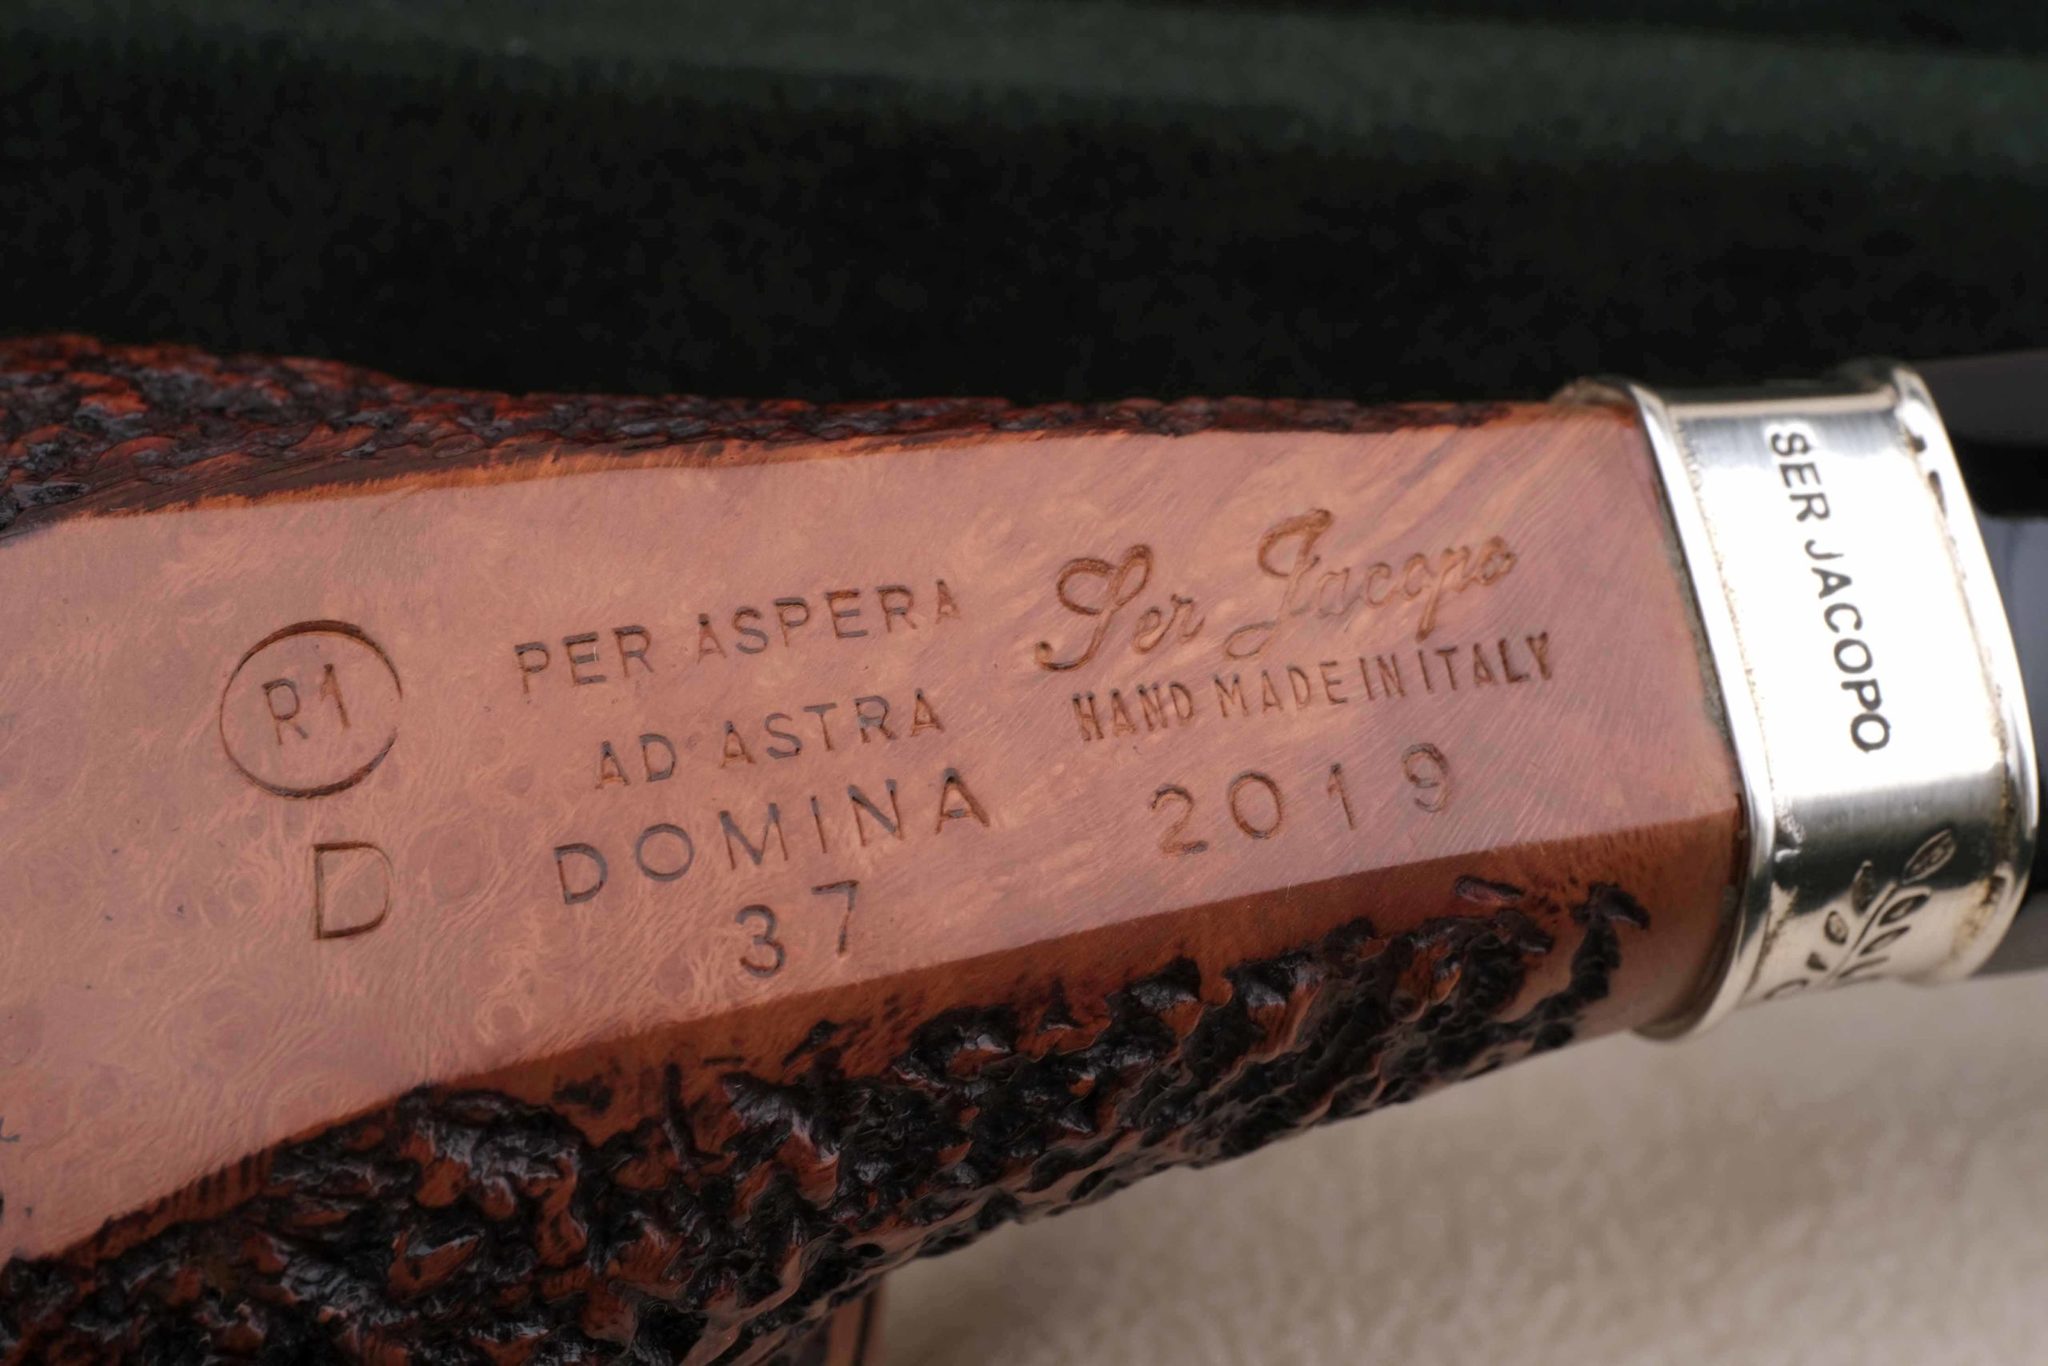 R1
D
PER ASPERA
AD ASTRA
DOMINA
37
Ser Jacopo
HAND MADE IN ITALY
2019
SER JACOPO